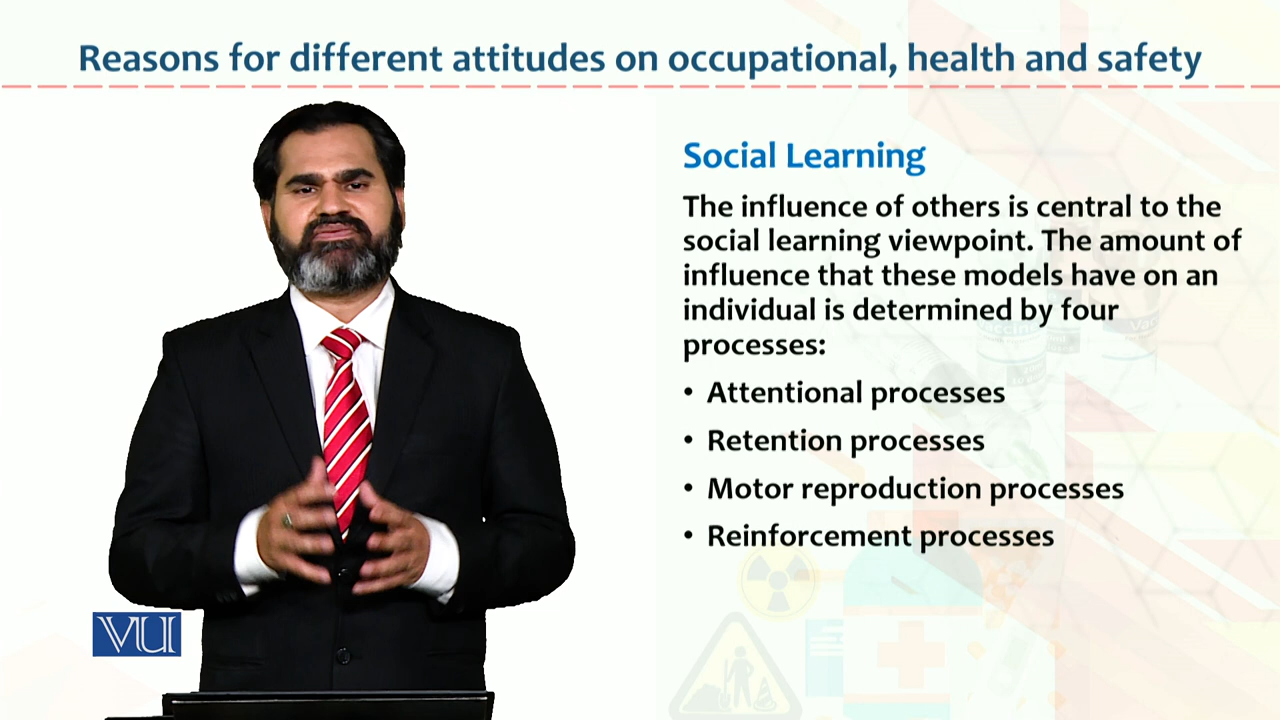 Reasons for different attitudes on occupational, health and safety
Social Learning
The influence of others is central to the
social learning viewpoint. The amount of
influence that these models have on an
individual is determined by four
processes:
• Attentional processes
• Retention processes
• Motor reproduction processes
• Reinforcement processes
Vaccine
VU